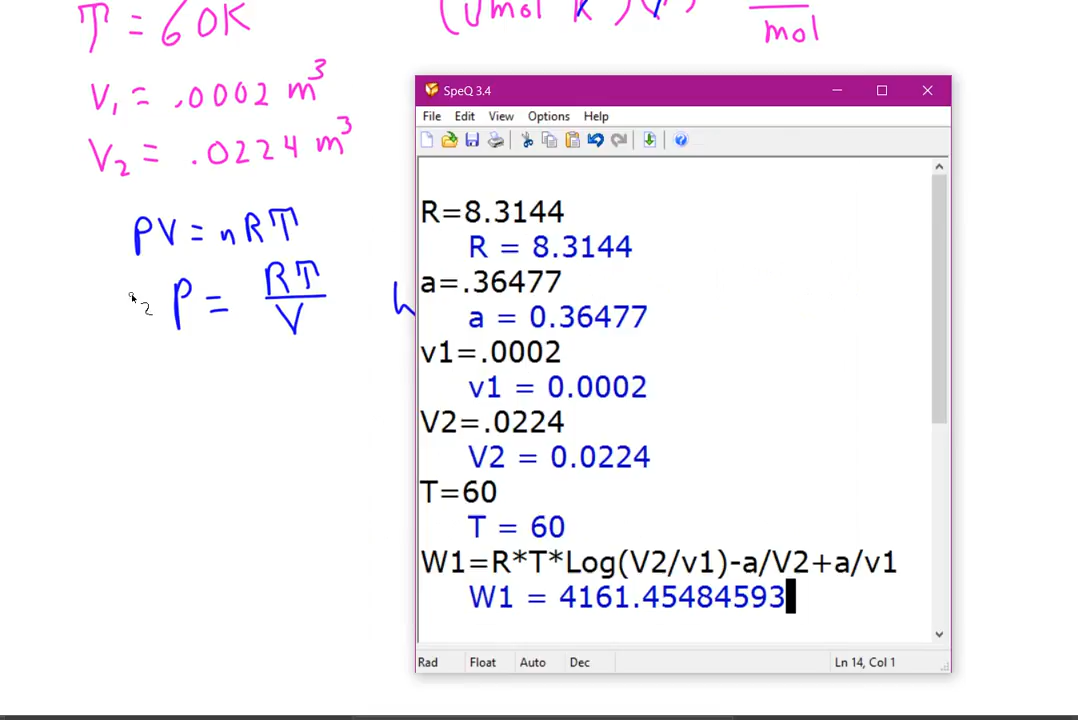 T = 60K
mol K
mol
V₁ = .0002 m³
V₂ = .0224 m³
PV = nRT
P = RT
V
SpeQ 3.4
File Edit View Options Help
R=8.3144
R = 8.3144
a=.36477
a = 0.36477
v1=.0002
v1 = 0.0002
V2=.0224
V2 = 0.0224
T=60
T = 60
W1=R*T*Log(V2/v1)-a/V2+a/v1
W1 = 4161.45484593
Rad Float Auto Dec Ln 14, Col 1